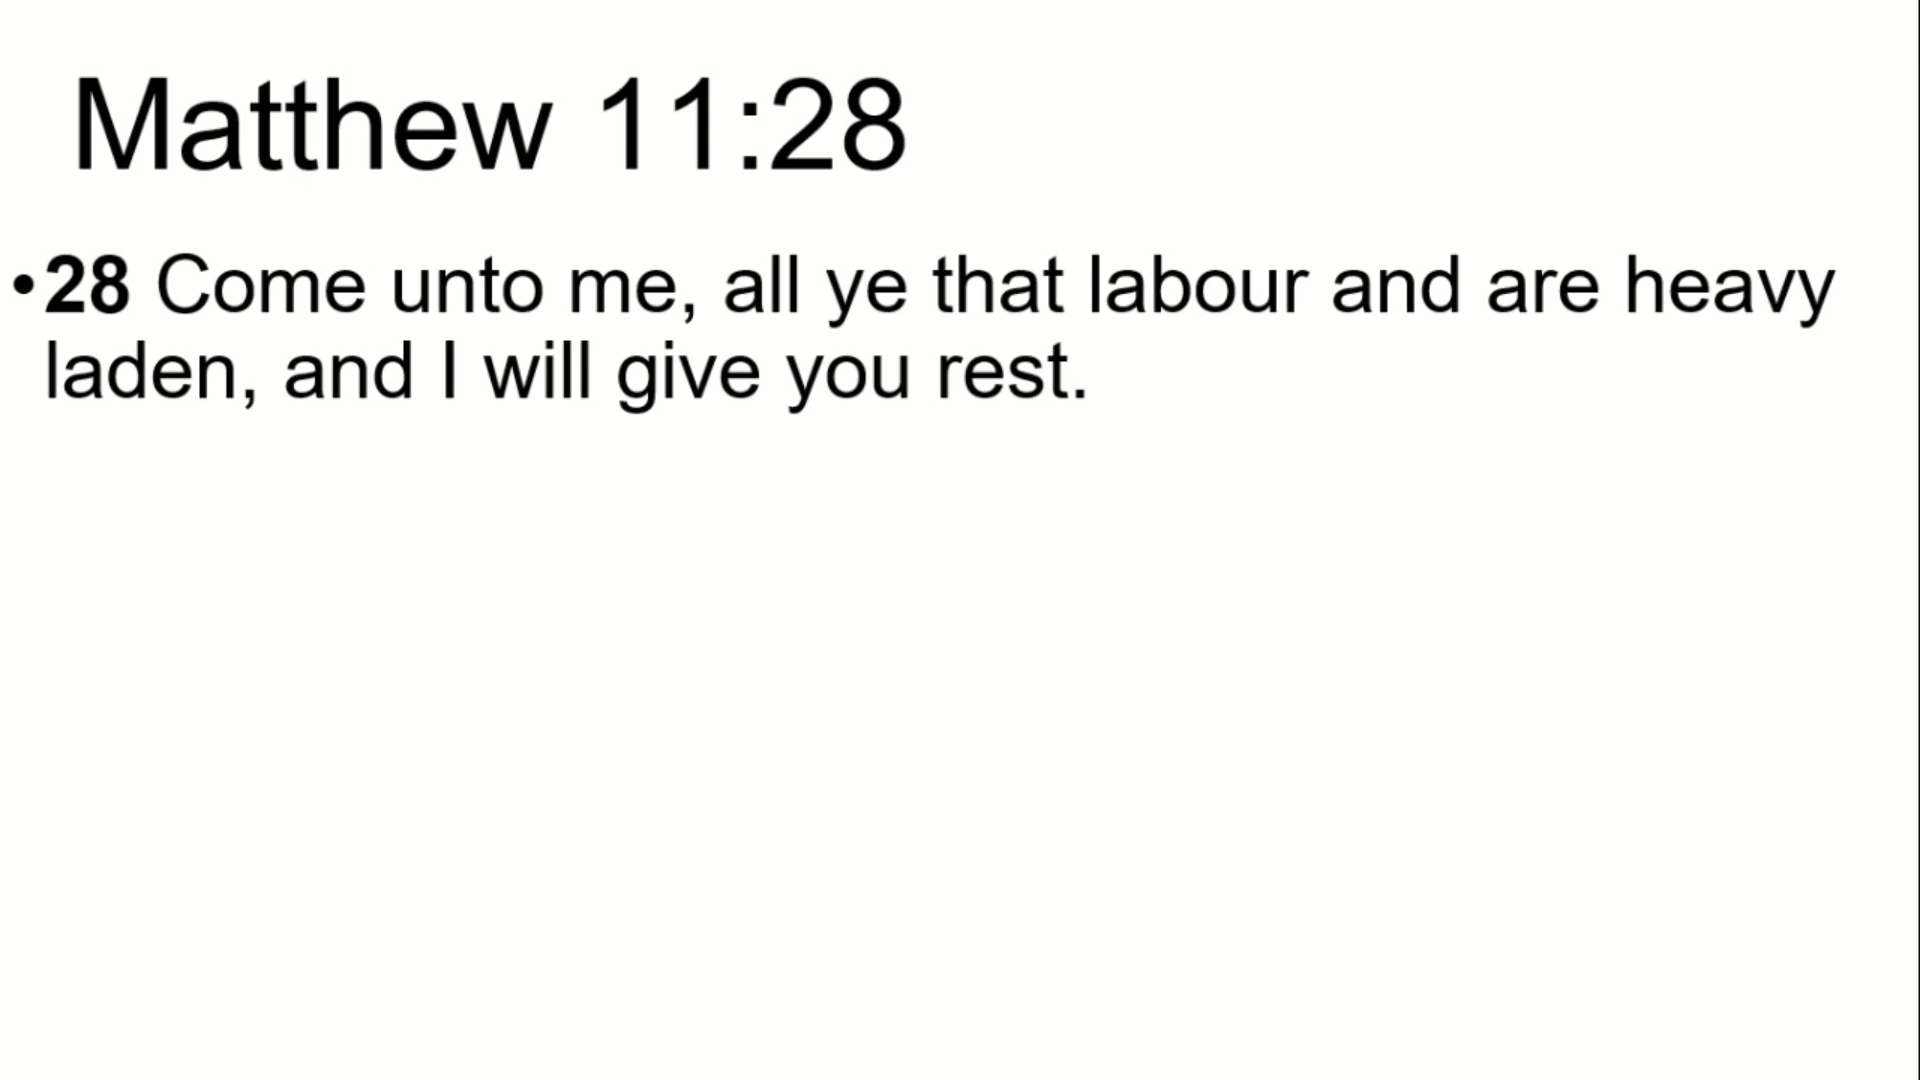 Matthew 11:28
•28 Come unto me, all ye that labour and are heavy
laden, and I will give you rest.